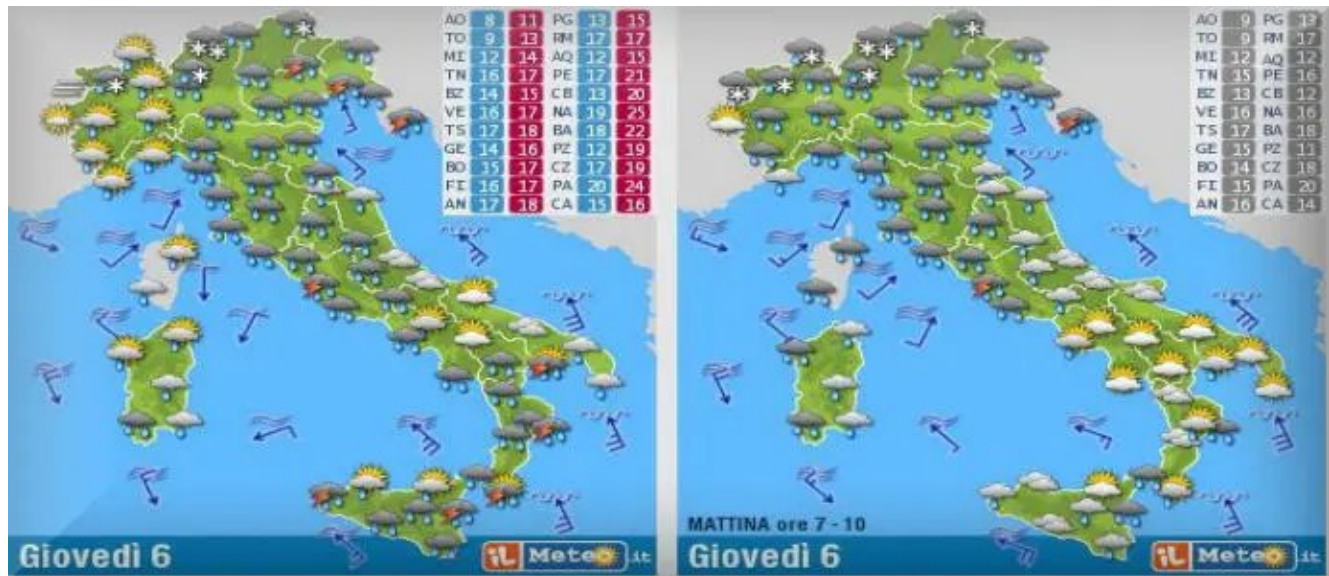 AO 8 11 PG 13 15
TO 9 13 RM 17 17
MI 12 14 AQ 12 15
TN 16 17 PE 17 21
BZ 14 15 CB 13 20
VE 16 17 NA 19 25
TS 17 18 BA 18 22
GE 14 16 PZ 12 19
BO 15 17 CZ 17 19
FI 16 17 PA 20 24
AN 17 18 CA 15 16
Giovedì 6
iL Meteo.it
AO 9 PG 13
TO 9 RM 17
MI 12 AQ 12
TN 15 PE 16
BZ 13 CB 12
VE 16 NA 16
TS 17 BA 18
GE 15 PZ 11
BO 14 CZ 18
FI 15 PA 20
AN 16 CA 14
MATTINA ore 7 - 10
Giovedì 6
iL Meteo.it